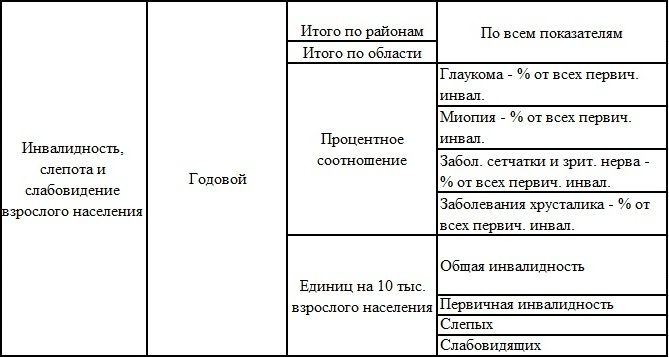 Инвалидность,
слепота и
слабовидение
взрослого населения
Годовой
Итого по районам
Итого по области
По всем показателям
Процентное
соотношение
Глаукома - % от всех первич.
инвал.
Миопия - % от всех первич.
инвал.
Забол. сетчатки и зрит. нерва -
% от всех первич. инвал.
Заболевания хрусталика - % от
всех первич. инвал.
Единиц на 10 тыс.
взрослого населения
Общая инвалидность
Первичная инвалидность
Слепых
Слабовидящих